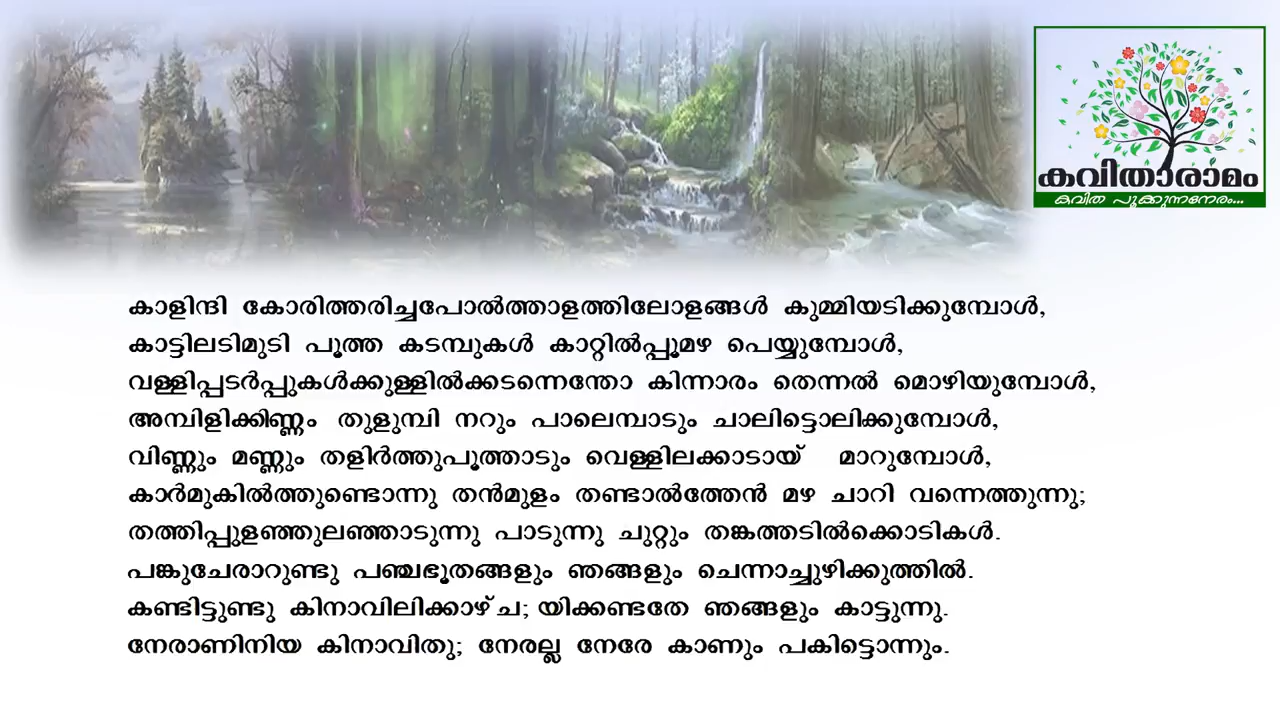 കവിതാരാമം
കവിത പൂക്കുന്നനേരം...
കാളിന്ദി കോരിത്തരിച്ചപോൽത്താളത്തിലോളങ്ങൾ കുമ്മിയടിക്കുമ്പോൾ,
കാട്ടിലടിമുടി പൂത്ത കടമ്പുകൾ കാറ്റിൽപ്പൂമഴ പെയ്യുമ്പോൾ,
വള്ളിപ്പടർപ്പുകൾക്കുള്ളിൽക്കടന്നെന്തോ കിന്നാരം തെന്നൽ മൊഴിയുമ്പോൾ,
അമ്പിളിക്കിണ്ണം തുളുമ്പി നറും പാലെമ്പാടും ചാലിട്ടൊലിക്കുമ്പോൾ,
വിണ്ണും മണ്ണും തളിർത്തുപൂത്താടും വെള്ളിലക്കാടായ് മാറുമ്പോൾ,
കാർമുകിൽത്തുണ്ടൊന്നു തൻമുളം തണ്ടാൽത്തേൻ മഴ ചാറി വന്നെത്തുന്നു;
തത്തിപ്പുളഞ്ഞുലഞ്ഞാടുന്നു പാടുന്നു ചുറ്റും തങ്കത്തടിൽക്കൊടികൾ.
പങ്കുചേരാറുണ്ടു പഞ്ചഭൂതങ്ങളും ഞങ്ങളും ചെന്നാച്ചുഴിക്കുത്തിൽ.
കണ്ടിട്ടുണ്ടു കിനാവിലിക്കാഴ്ച; യിക്കണ്ടതേ ഞങ്ങളും കാട്ടുന്നു.
നേരാണിനിയ കിനാവിതു; നേരല്ല നേരേ കാണും പകിട്ടൊന്നും.